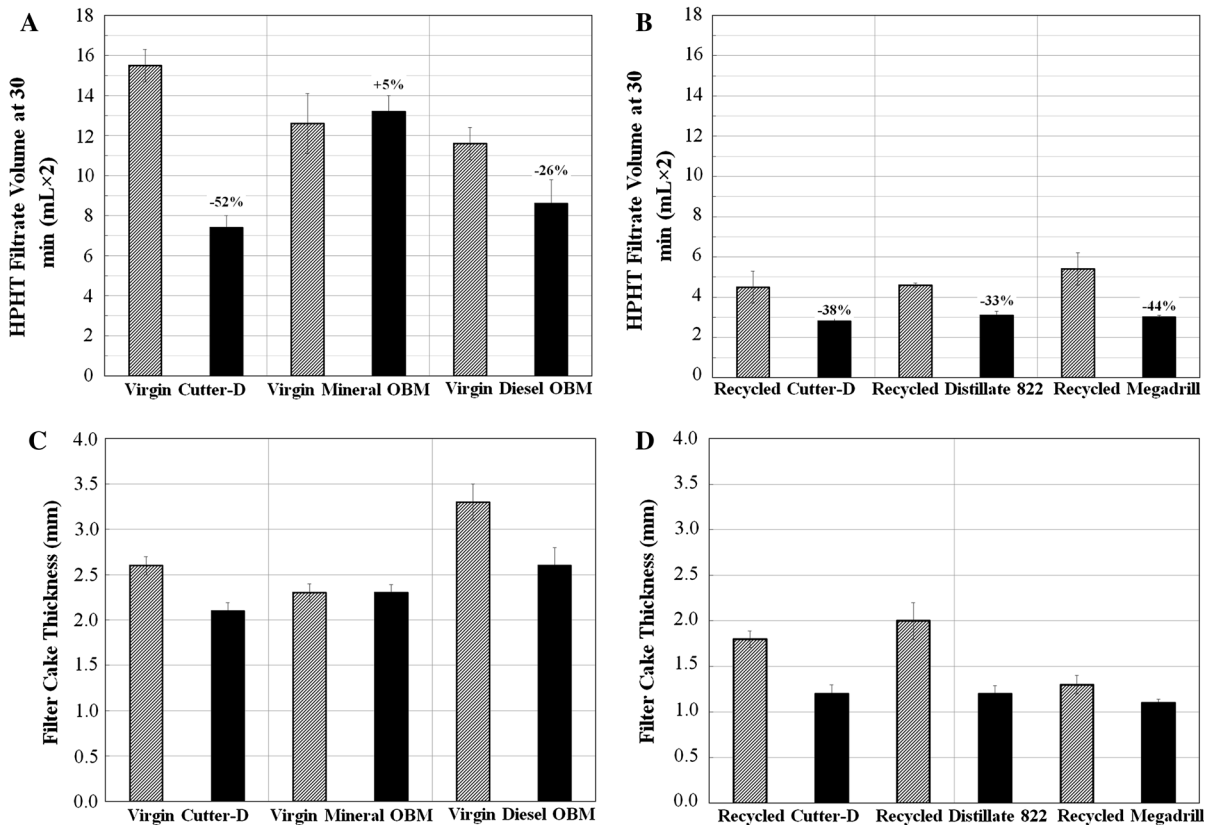 A
HPHT Filtrate Volume at 30
min (mL×2)
18
16
14
12
10
8
6
4
2
0
-52%
+5%
-26%
Virgin Cutter-D
Virgin Mineral OBM
Virgin Diesel OBM
B
HPHT Filtrate Volume at 30
min (mL×2)
18
16
14
12
10
8
6
4
2
0
-38%
-33%
-44%
Recycled Cutter-D
Recycled Distillate 822
Recycled Megadrill
C
Filter Cake Thickness (mm)
4.0
3.5
3.0
2.5
2.0
1.5
1.0
0.5
0.0
Virgin Cutter-D
Virgin Mineral OBM
Virgin Diesel OBM
D
Filter Cake Thickness (mm)
4.0
3.5
3.0
2.5
2.0
1.5
1.0
0.5
0.0
Recycled Cutter-D
Recycled Distillate 822
Recycled Megadrill